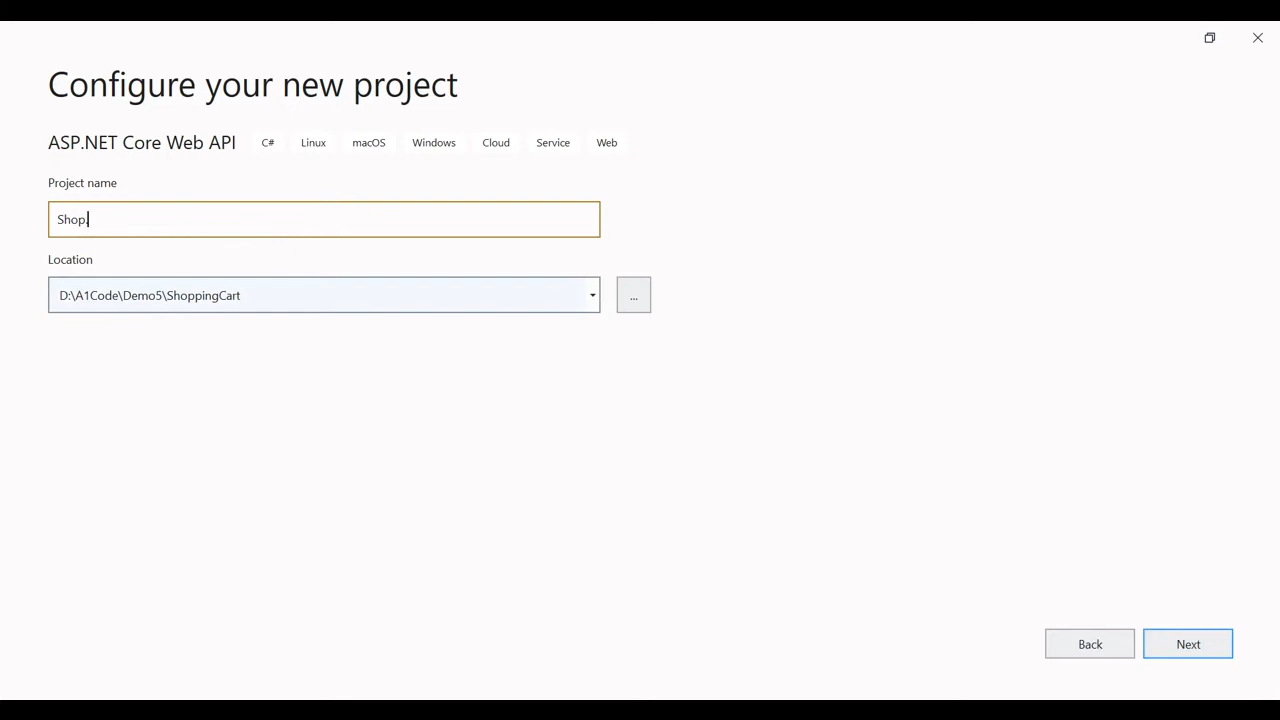 Configure your new project
ASP.NET Core Web API C# Linux macOS Windows Cloud Service Web
Project name
Shop.
Location
D:\A1Code\Demo5\ShoppingCart
...
Back Next